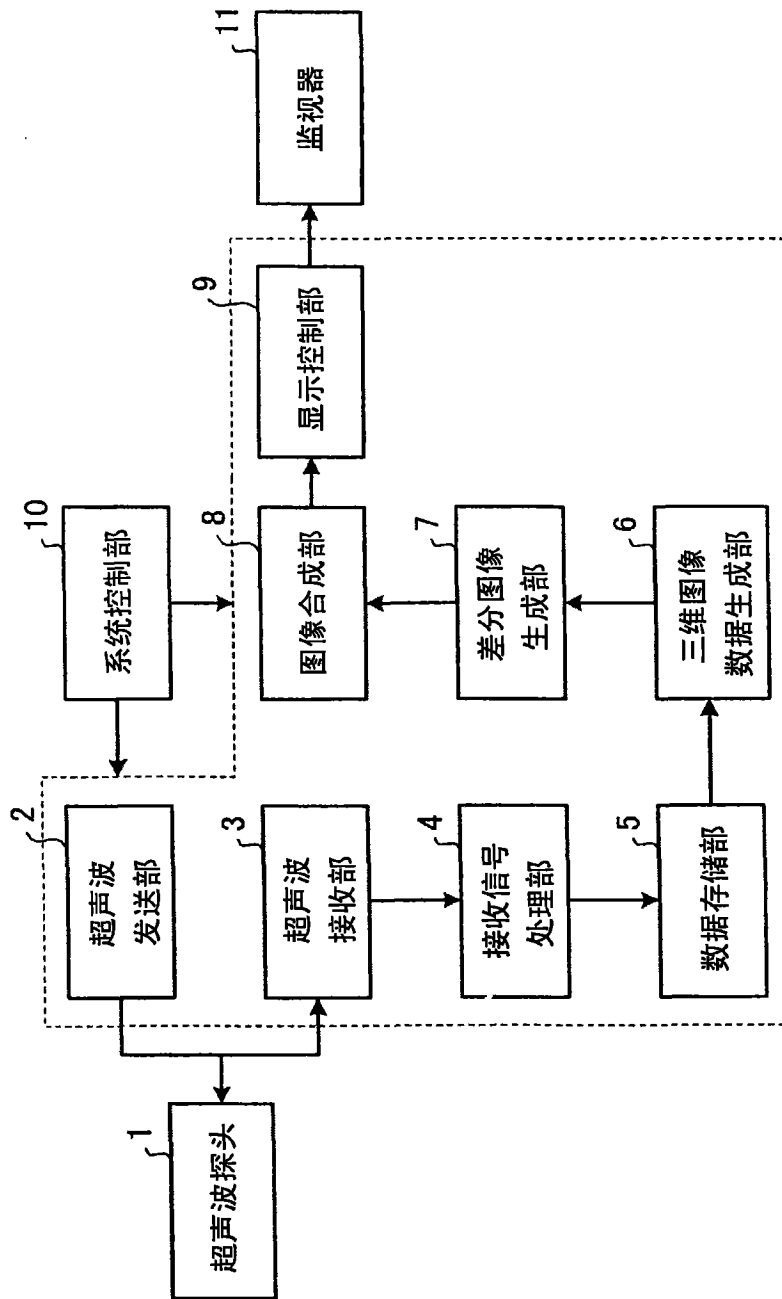 1
超声波探头
2
超声波
发送部
3
超声波
接收部
4
接收信号
处理部
5
数据存储部
6
三维图像
数据生成部
7
差分图像
生成部
8
图像合成部
9
显示控制部
10
系统控制部
11
监视器